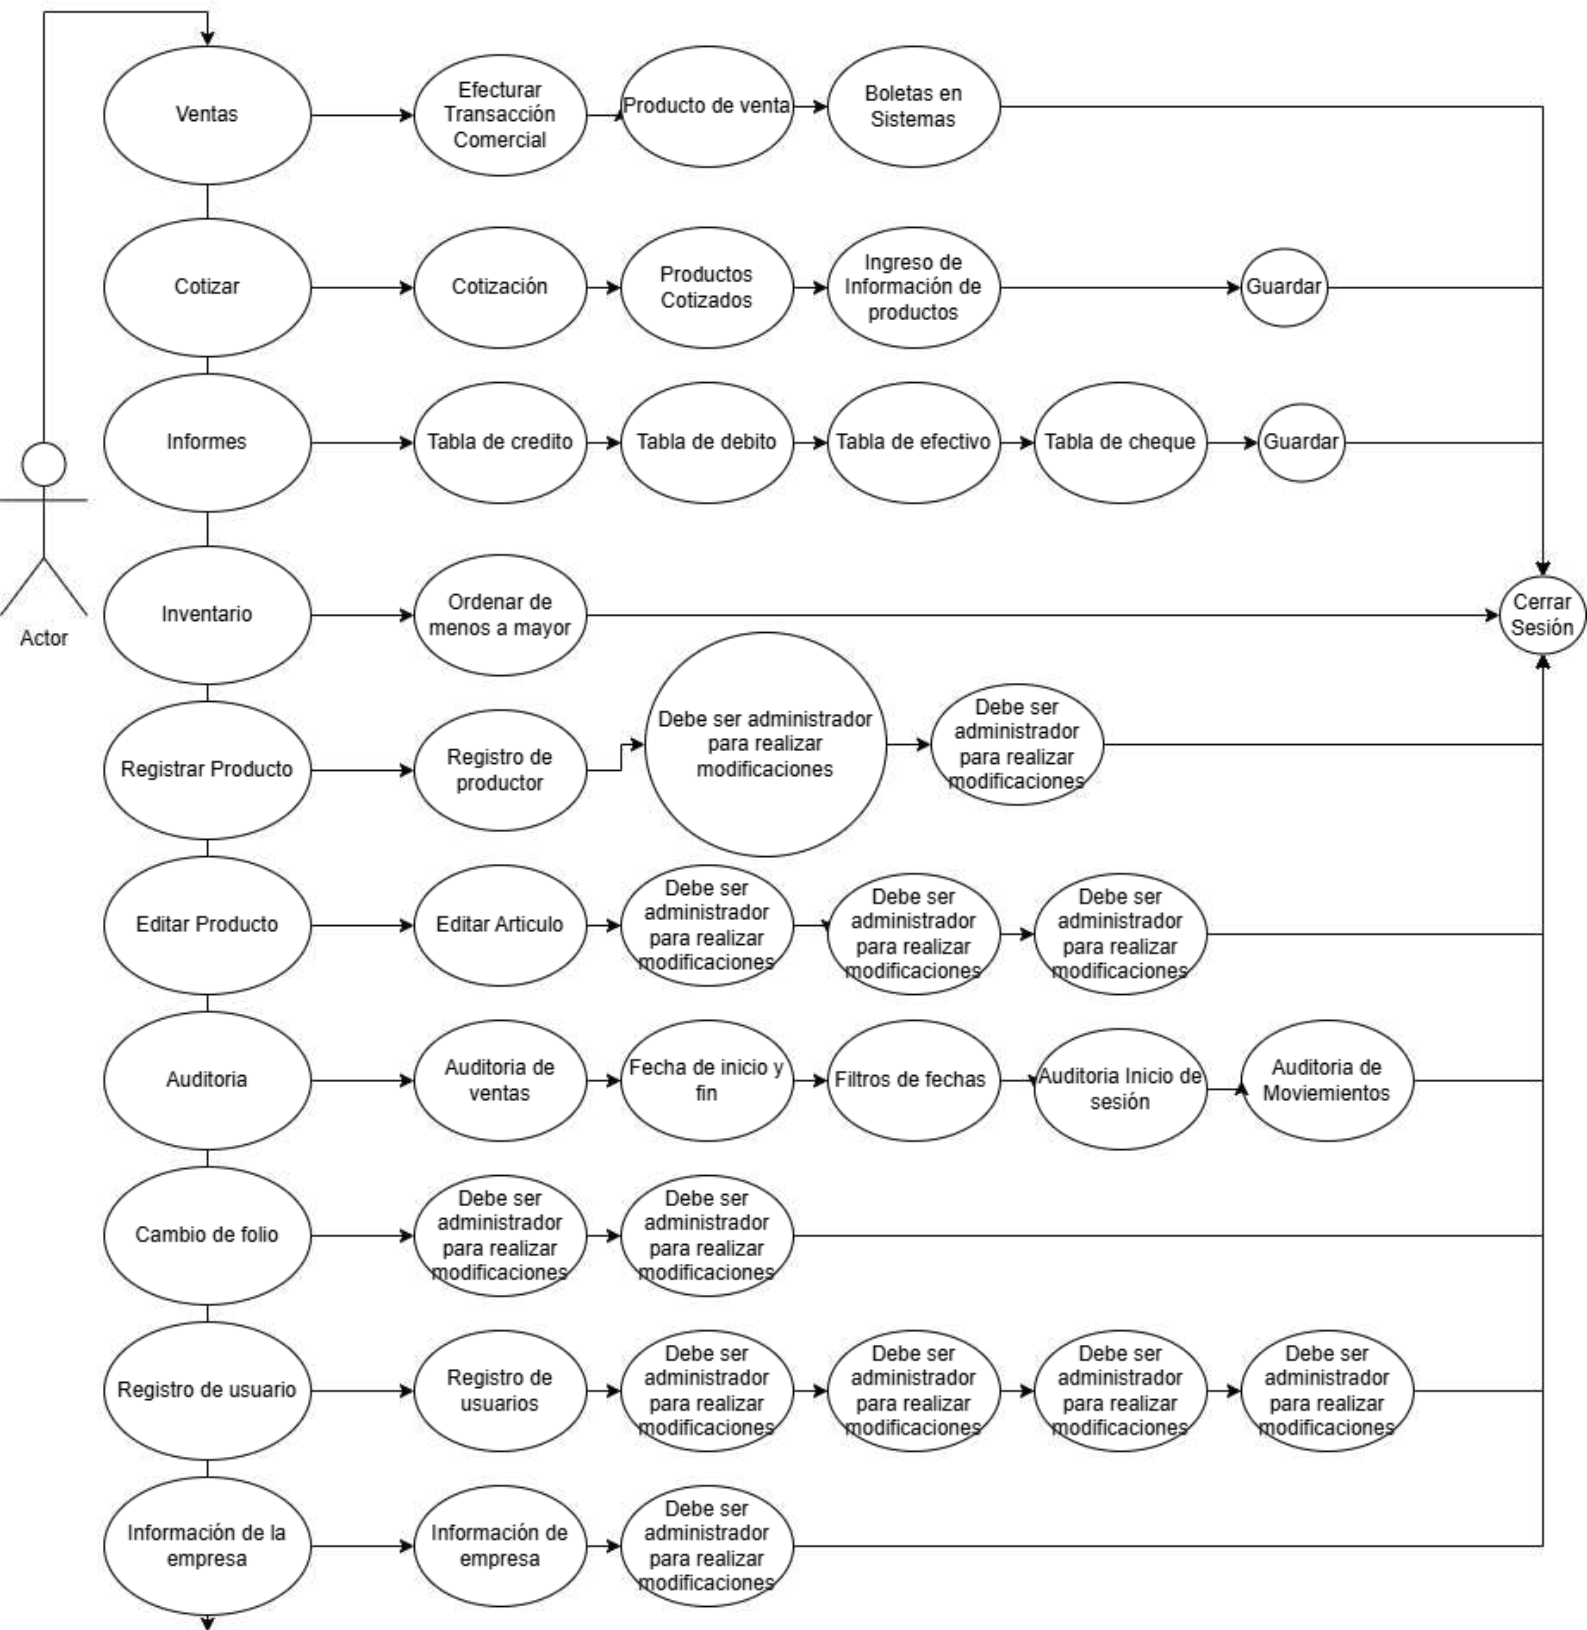 Ventas
Efecturar
Transacción
Comercial
Producto de venta
Boletas en
Sistemas
Cotizar
Cotización
Productos
Cotizados
Ingreso de
Información de
productos
Guardar
Informes
Tabla de credito
Tabla de debito
Tabla de efectivo
Tabla de cheque
Guardar
Actor
Inventario
Ordenar de
menos a mayor
Cerrar
Sesión
Registrar Producto
Registro de
productor
Debe ser administrador
para realizar
modificaciones
Debe ser
administrador
para realizar
modificaciones
Editar Producto
Editar Articulo
Debe ser
administrador
para realizar
modificaciones
Debe ser
administrador
para realizar
modificaciones
Debe ser
administrador
para realizar
modificaciones
Auditoria
Auditoria de
ventas
Fecha de inicio y
fin
Filtros de fechas
Auditoria Inicio de
sesión
Auditoria de
Moviemientos
Cambio de folio
Debe ser
administrador
para realizar
modificaciones
Debe ser
administrador
para realizar
modificaciones
Registro de usuario
Registro de
usuarios
Debe ser
administrador
para realizar
modificaciones
Debe ser
administrador
para realizar
modificaciones
Debe ser
administrador
para realizar
modificaciones
Debe ser
administrador
para realizar
modificaciones
Información de la
empresa
Información de
empresa
Debe ser
administrador
para realizar
modificaciones